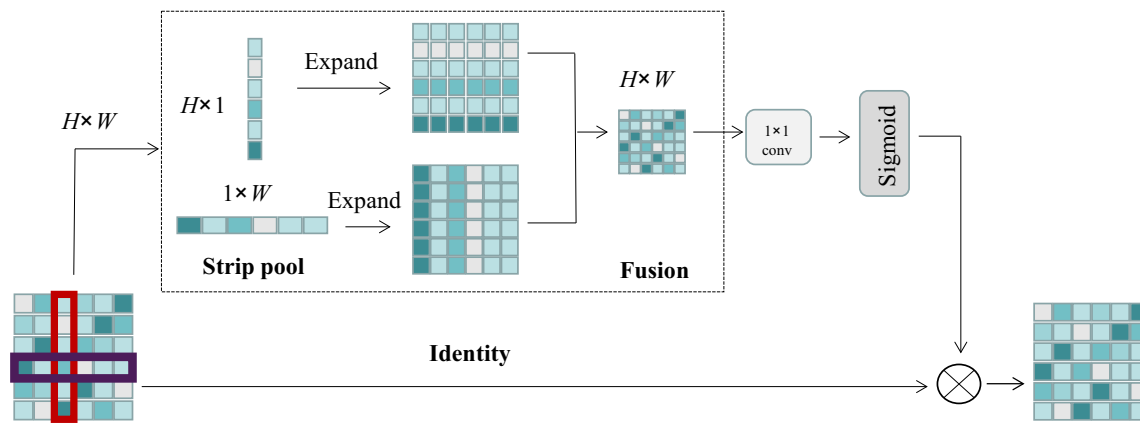 Expand
H×W
H×1
H×W
1×1
conv
Sigmoid
1×W
Expand
Strip pool
Fusion
Identity